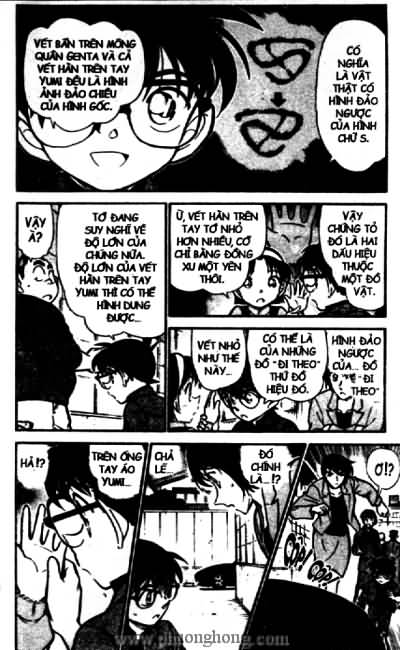 CÓ
NGHĨA
LÀ VẬT
THẬT CÓ
HÌNH ĐẢO
NGƯỢC
CỦA HÌNH
CHỮ S.
VẾT BẨN TRÊN MÔNG
QUẦN GENTA VÀ CẢ
VẾT HẰN TRÊN TAY
YUMI ĐỀU LÀ HÌNH
ẢNH ĐẢO CHIỀU
CỦA HÌNH GỐC.
VẬY
CHỨNG TỎ
ĐÓ LÀ HAI
DẤU HIỆU
THUỘC
MỘT ĐỒ
VẬT.
Ừ, VẾT HẰN TRÊN
TAY TỚ NHỎ
HƠN NHIỀU, CỠ
CHỈ BẰNG ĐỒNG
XU MỘT YÊN
THÔI.
TỚ ĐANG
SUY NGHĨ VỀ
ĐỘ LỚN CỦA
CHÚNG NỮA.
ĐỘ LỚN CỦA VẾT
HẰN TRÊN TAY
YUMI THÌ CÓ THỂ
HÌNH DUNG
ĐƯỢC...
VẬY
À?
HÌNH ĐẢO
NGƯỢC
CỦA... ĐỒ
"ĐI
THEO"
CÓ THỂ LÀ
CỦA NHỮNG
ĐỒ "ĐI THEO"
THỨ ĐỒ
HIỆU ĐÓ.
VẾT NHỎ
NHƯ THẾ
NÀY...
Ơ!?
CỘP
CỘP
ĐÓ
CHÍNH
LÀ...!?
CHẢ
LẼ...
TRÊN ỐNG
TAY ÁO
YUMI...
HẢ!?
www.phuonghong.com